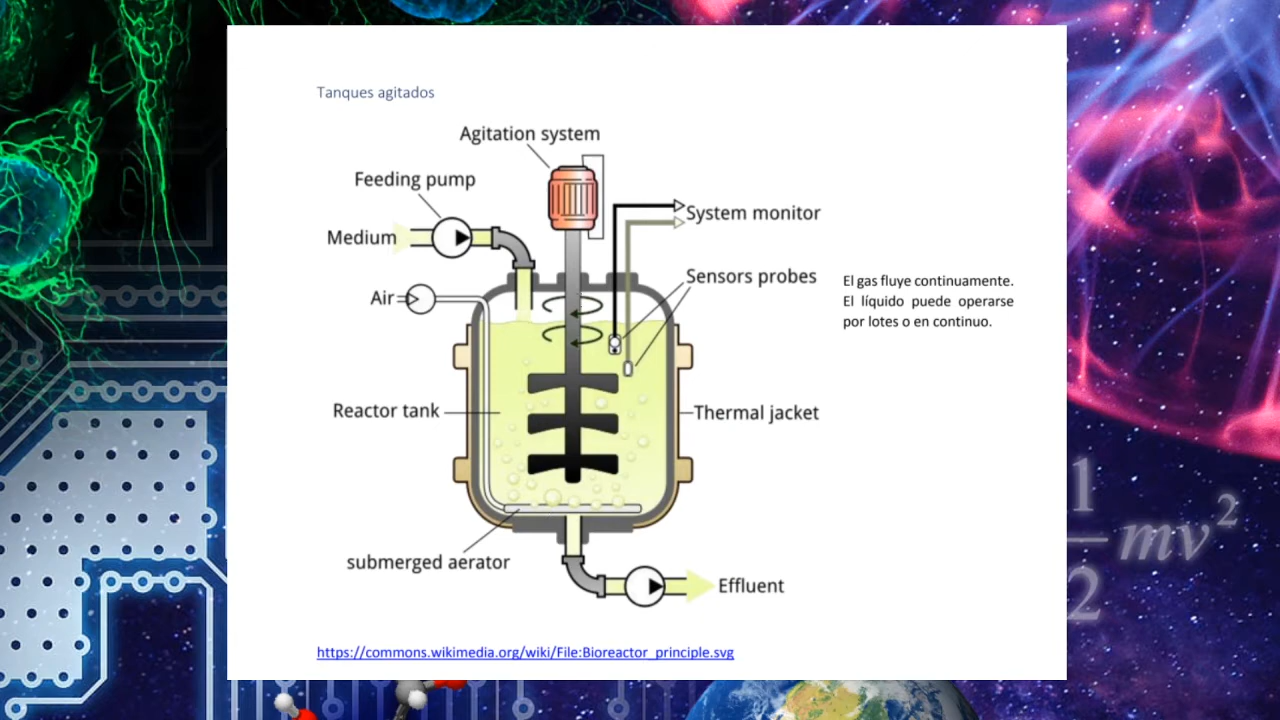 Tanques agitados
Agitation system
Feeding pump
Medium
System monitor
Air
Sensors probes
El gas fluye continuamente.
El líquido puede operarse
por lotes o en continuo.
Reactor tank
Thermal jacket
submerged aerator
Effluent
https://commons.wikimedia.org/wiki/File:Bioreactor_principle.svg
1
2
mv²